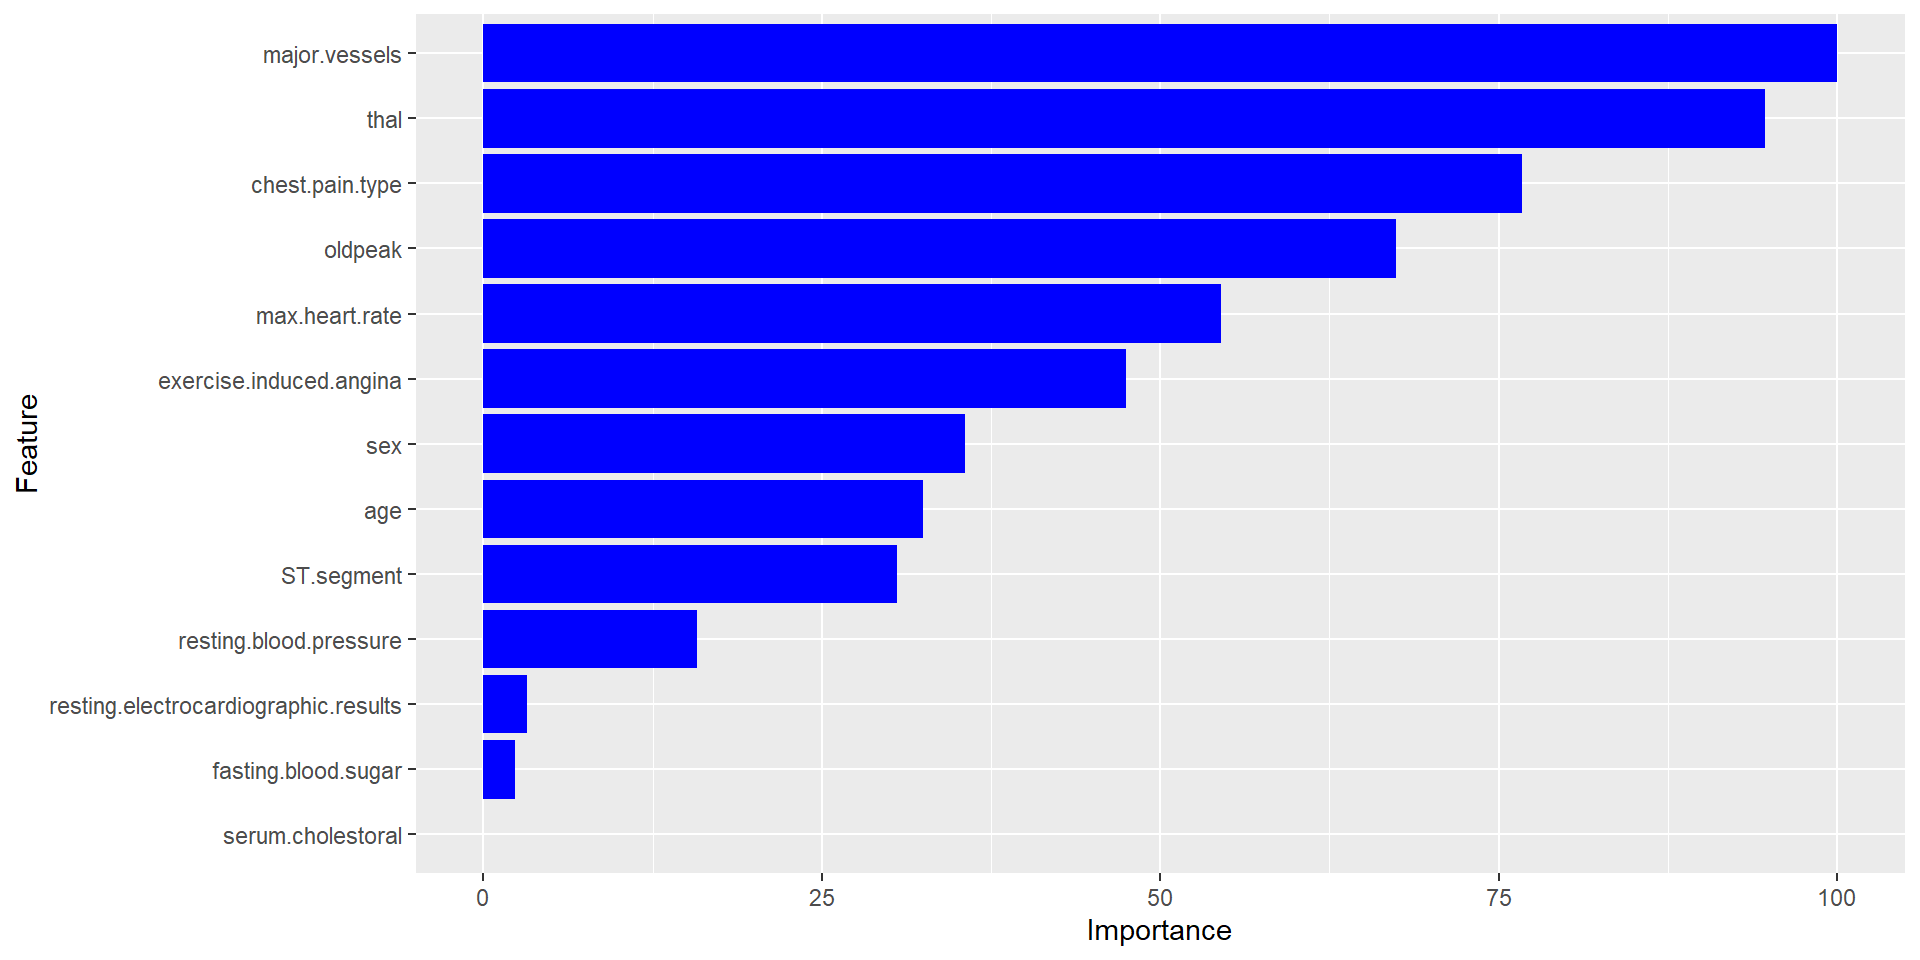 major.vessels
thal
chest.pain.type
oldpeak
max.heart.rate
exercise.induced.angina
sex
age
ST.segment
resting.blood.pressure
resting.electrocardiographic.results
fasting.blood.sugar
serum.cholestoral
Feature
0 25 50 75 100
Importance